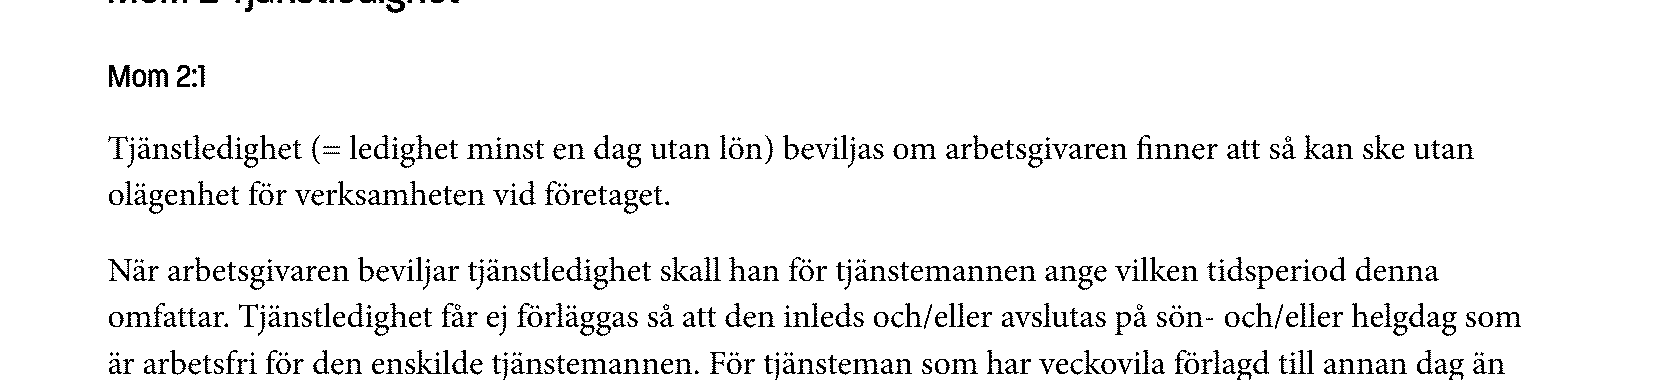 Mom 2 Tjänstledighet
Mom 2:1
Tjänstledighet (= ledighet minst en dag utan lön) beviljas om arbetsgivaren finner att så kan ske utan
olägenhet för verksamheten vid företaget.
När arbetsgivaren beviljar tjänstledighet skall han för tjänstemannen ange vilken tidsperiod denna
omfattar. Tjänstledighet får ej förläggas så att den inleds och/eller avslutas på sön- och/eller helgdag som
är arbetsfri för den enskilde tjänstemannen. För tjänsteman som har veckovila förlagd till annan dag än